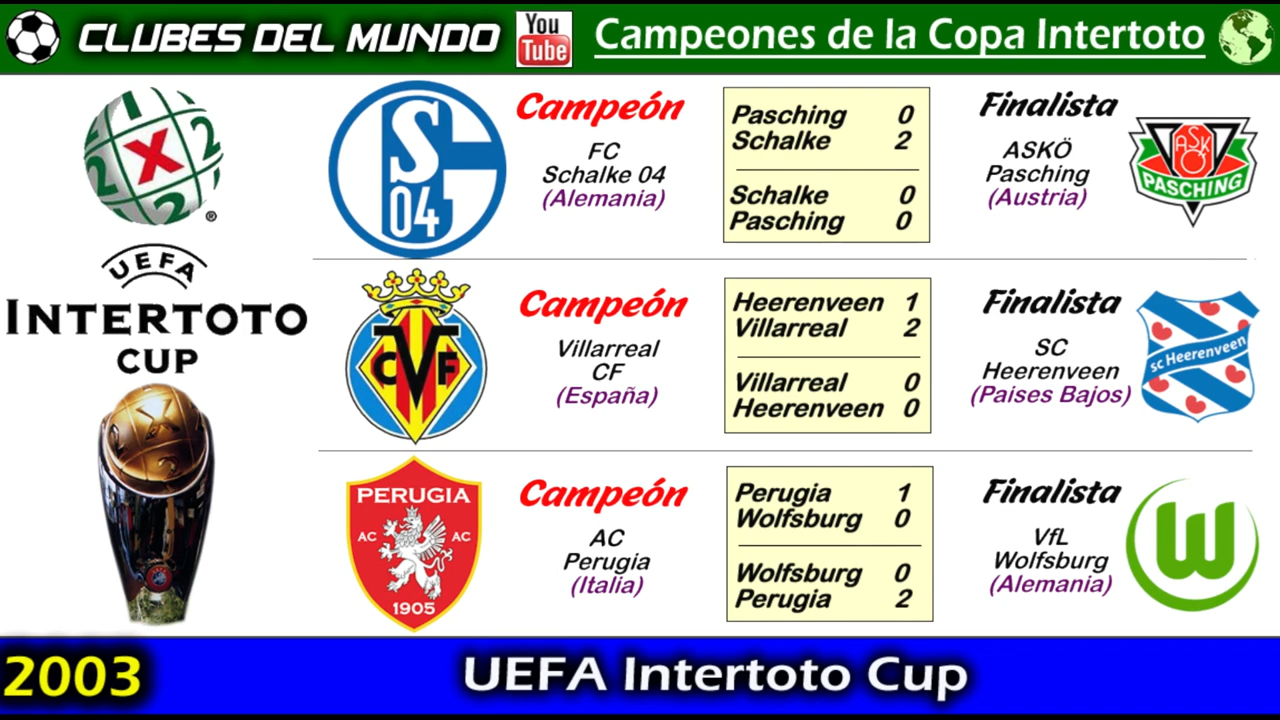 CLUBES DEL MUNDO
You
Tube
Campeones de la Copa Intertoto
1 2
2 X 2
2
®
UEFA
INTERTOTO
CUP
S
04
Campeón
FC
Schalke 04
(Alemania)
Pasching 0
Schalke 2
Schalke 0
Pasching 0
Finalista
ASKÖ
Pasching
(Austria)
ASKÖ
PASCHING
CVF
Campeón
Villarreal
CF
(España)
Heerenveen 1
Villarreal 2
Villarreal 0
Heerenveen 0
Finalista
SC
Heerenveen
(Paises Bajos)
sc Heerenveen
PERUGIA
AC AC
1905
Campeón
AC
Perugia
(Italia)
Perugia 1
Wolfsburg 0
Wolfsburg 0
Perugia 2
Finalista
VfL
Wolfsburg
(Alemania)
W
2003
UEFA Intertoto Cup